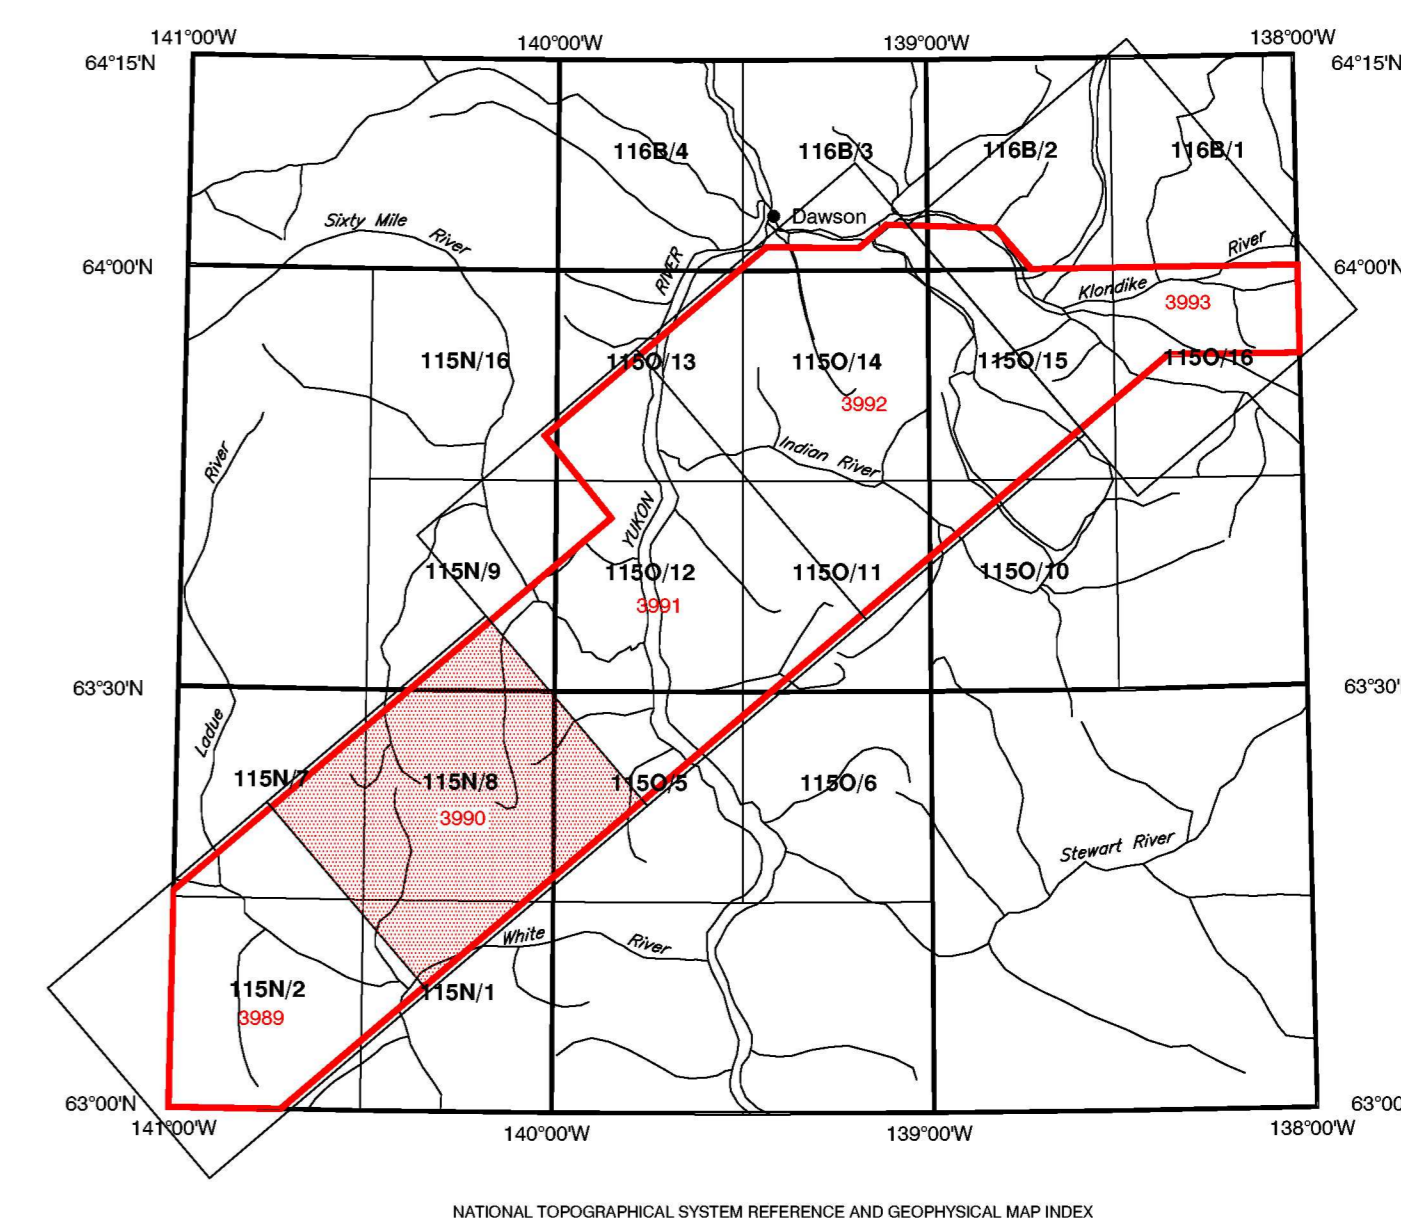 141°00'W 140°00'W 139°00'W 138°00'W
64°15'N 64°15'N
116B/4 116B/3 116B/2 116B/1
Dawson
Sixty Mile River
River
RIVER
64°00'N 64°00'N
Klondike
3993
115N/16 115O/13 115O/14 115O/15 115O/16
3992
River
Indian River
YUKON
115N/9 115O/12 115O/11 115O/10
3991
63°30'N 63°30'
Ladue
115N/7 115N/8 115O/5 115O/6
3990
Stewart River
White River
115N/2 115N/1
3989
63°00'N 63°00
141°00'W 140°00'W 139°00'W 138°00'W
NATIONAL TOPOGRAPHICAL SYSTEM REFERENCE AND GEOPHYSICAL MAP INDEX